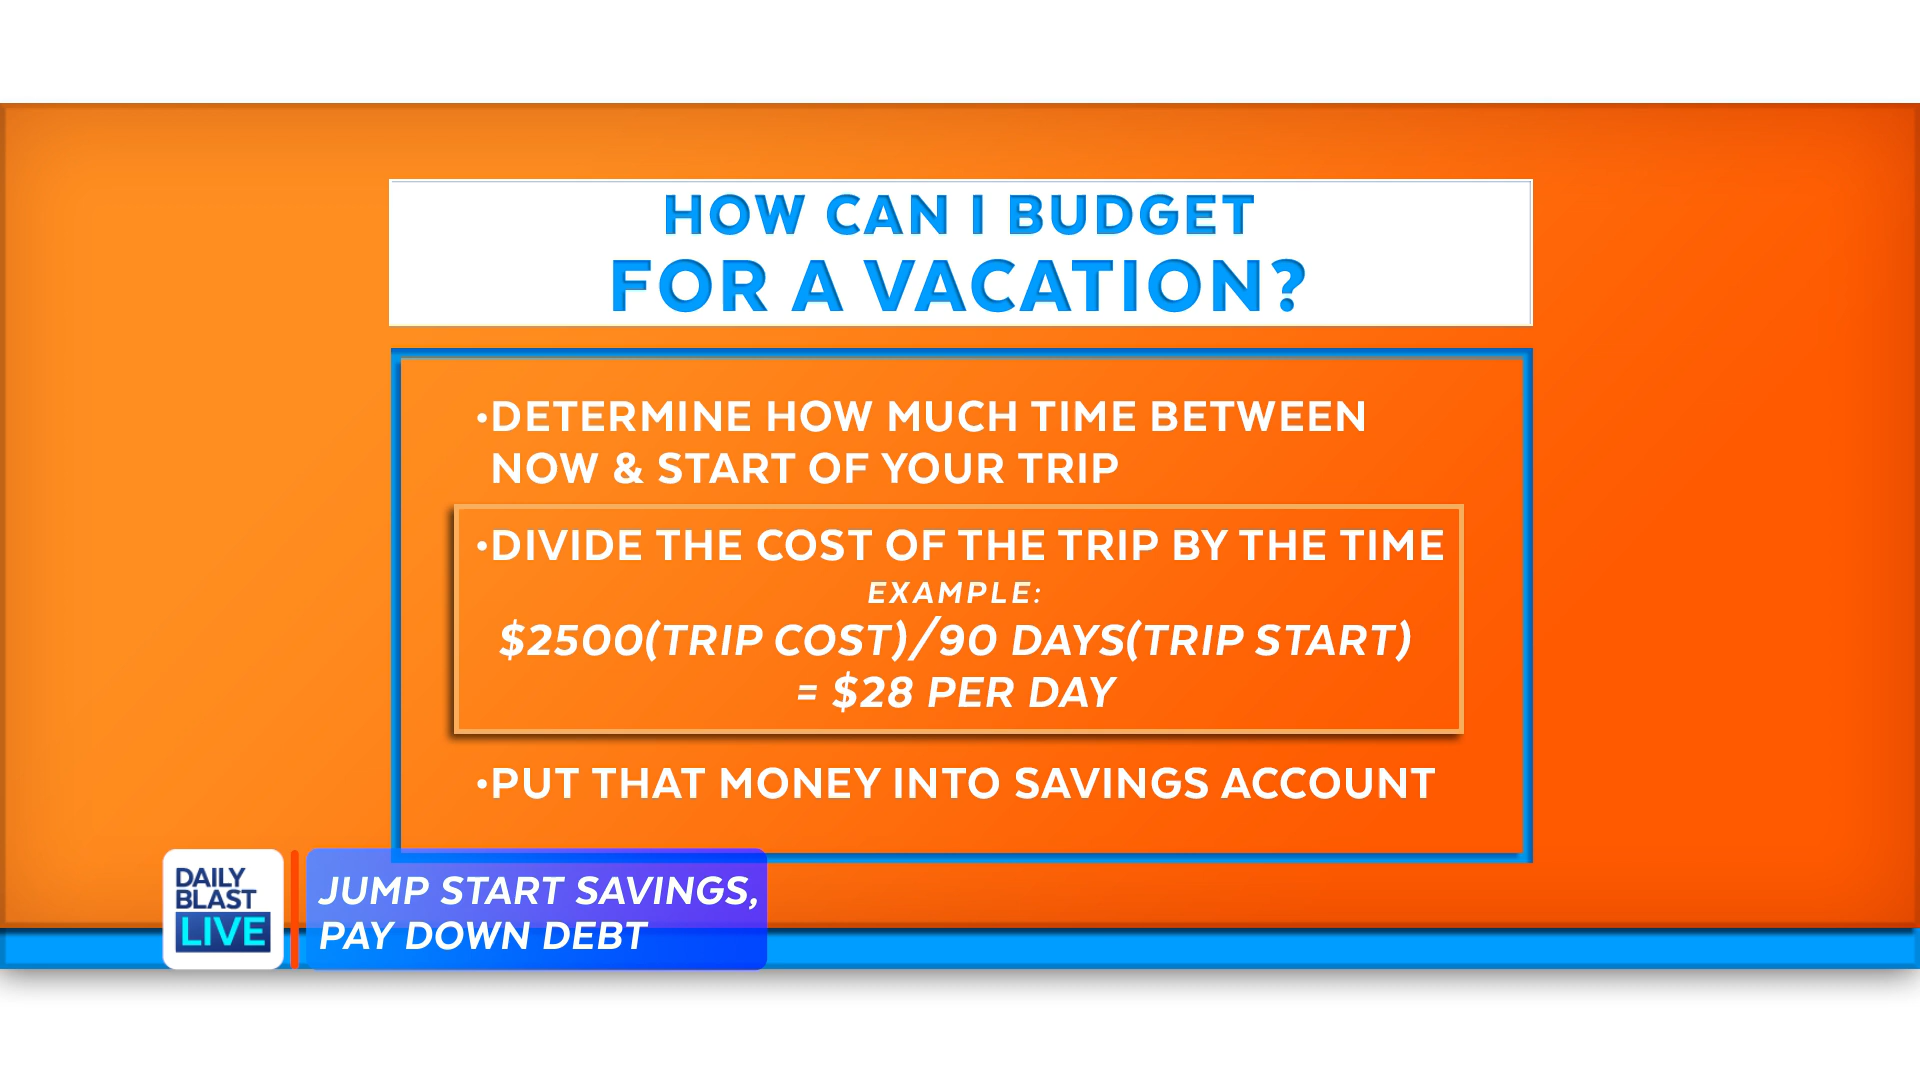 HOW CAN I BUDGET
FOR A VACATION?
•DETERMINE HOW MUCH TIME BETWEEN
NOW & START OF YOUR TRIP
•DIVIDE THE COST OF THE TRIP BY THE TIME
EXAMPLE:
$2500(TRIP COST)/90 DAYS(TRIP START)
= $28 PER DAY
•PUT THAT MONEY INTO SAVINGS ACCOUNT
DAILY
BLAST
LIVE
JUMP START SAVINGS,
PAY DOWN DEBT